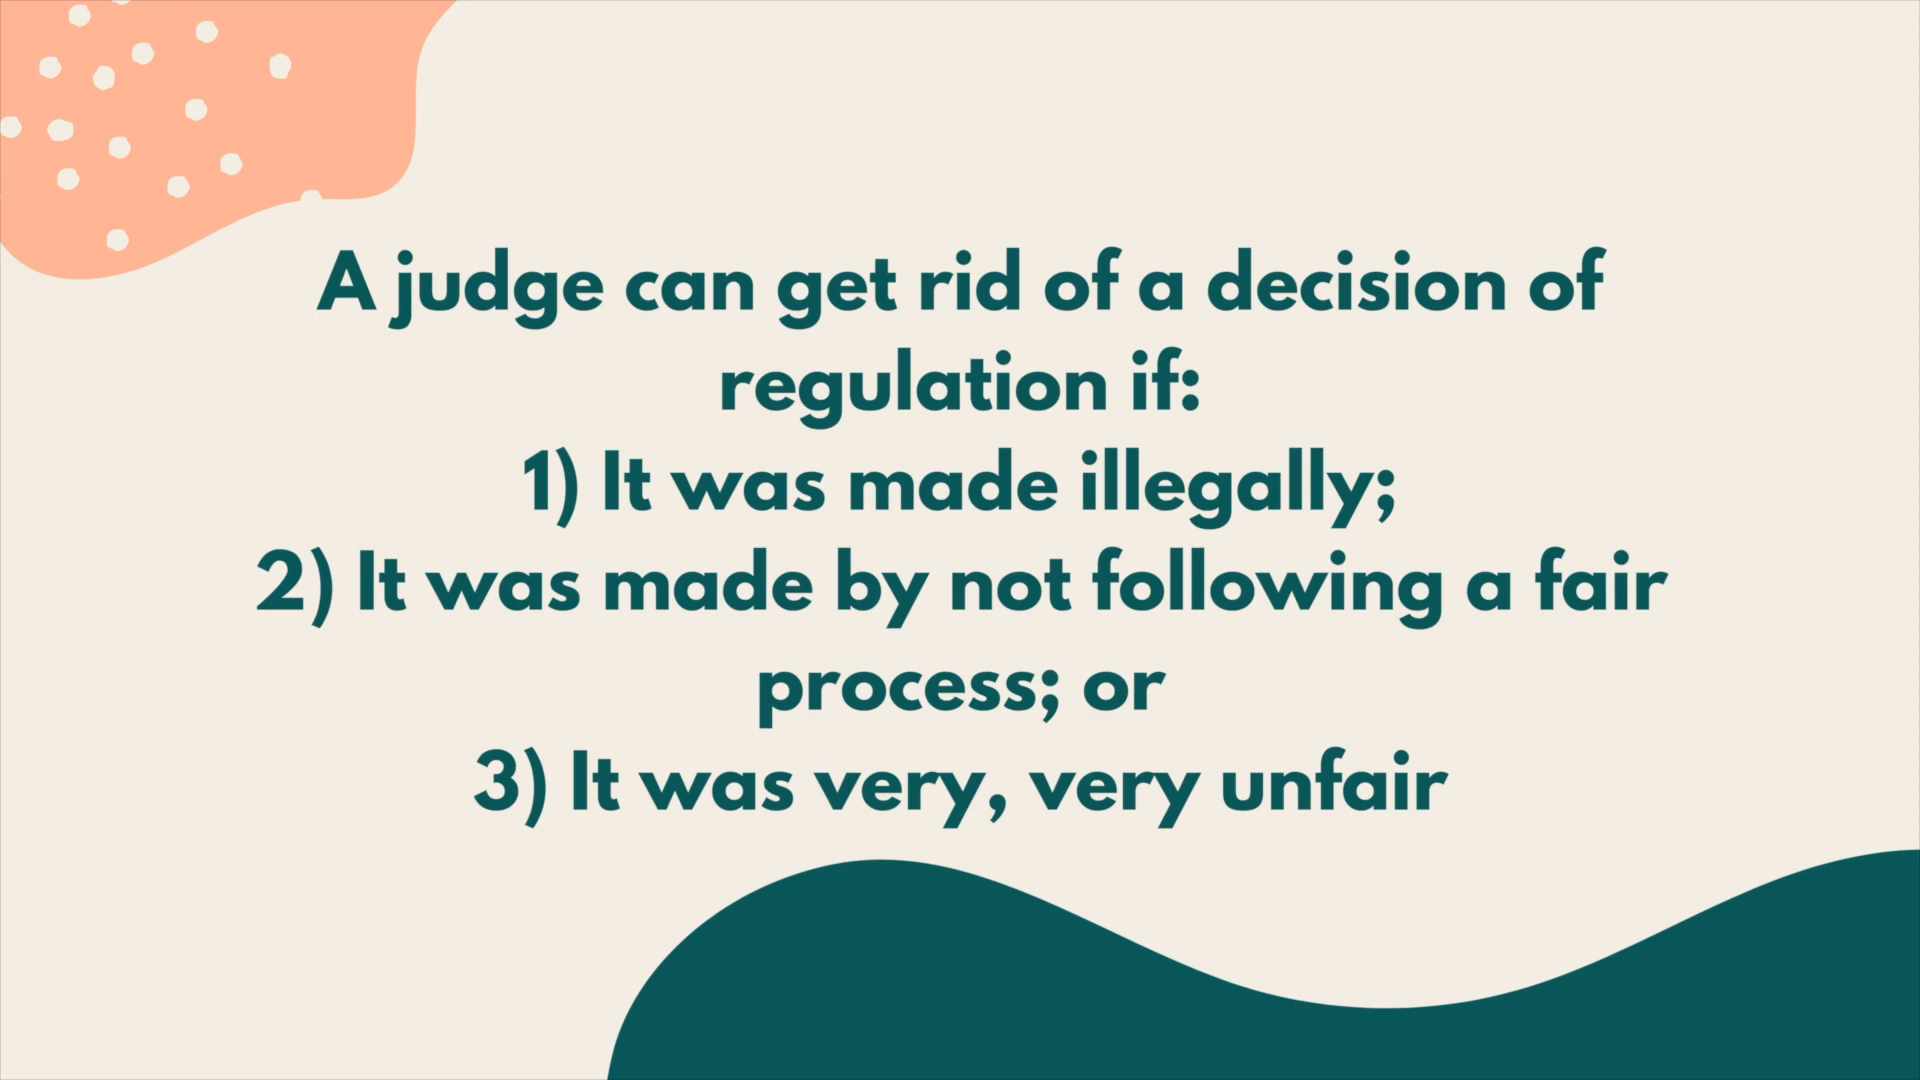 A judge can get rid of a decision of
regulation if:
1) It was made illegally;
2) It was made by not following a fair
process; or
3) It was very, very unfair